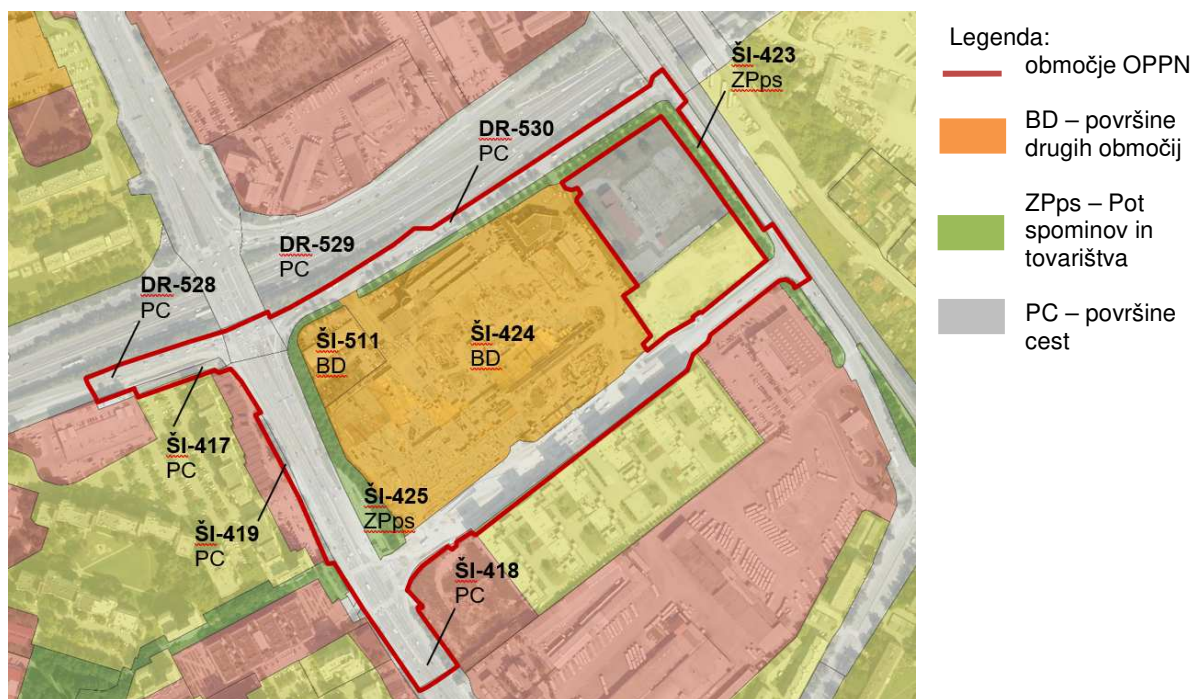 ŠI-423
ZPps
DR-530
PC
DR-529
PC
DR-528
PC
ŠI-511
BD
ŠI-424
BD
ŠI-417
PC
ŠI-425
ZPps
ŠI-419
PC
ŠI-418
PC
Legenda:
območje OPPN
BD – površine
drugih območij
ZPps – Pot
spominov in
tovarištva
PC – površine
cest